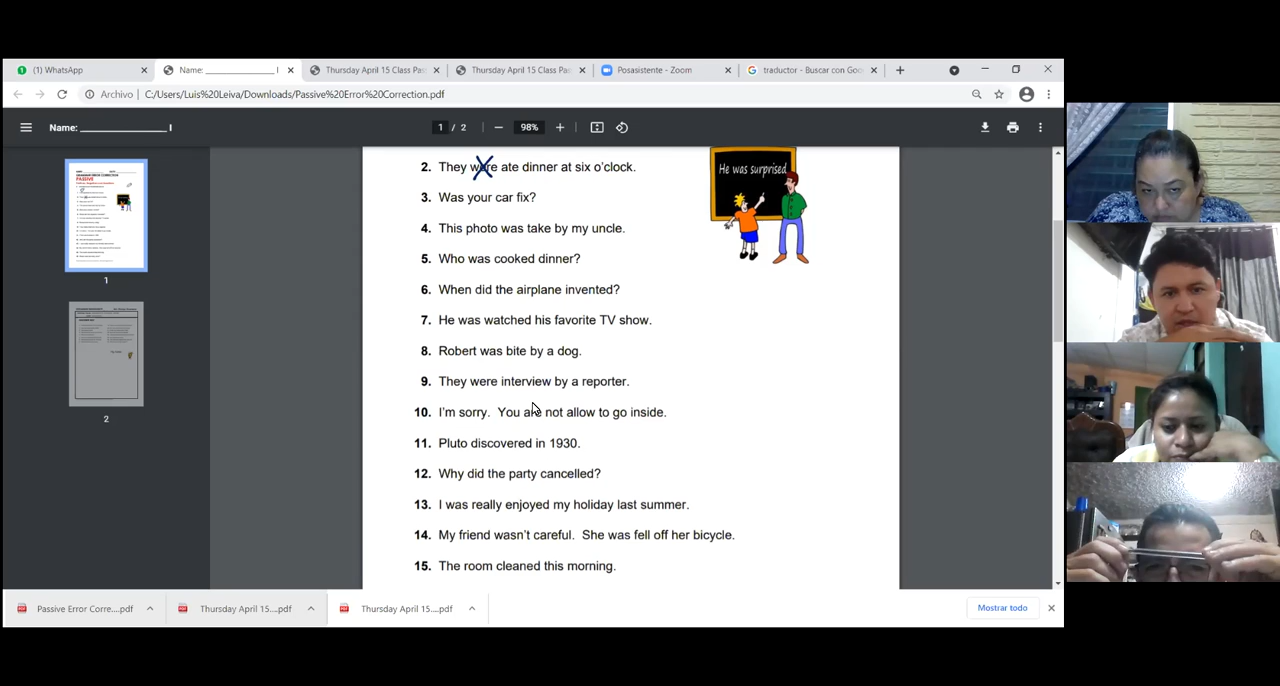 (1) WhatsApp
Name: ______________ I
Thursday April 15 Class Pas
Thursday April 15 Class Pas
Posasistente - Zoom
traductor - Buscar con Goo
Archivo | C:/Users/Luis%20Leiva/Downloads/Passive%20Error%20Correction.pdf
Name: ______________ I
1 / 2
98%
2. They were ate dinner at six o'clock.
He was surprised
3. Was your car fix?
4. This photo was take by my uncle.
5. Who was cooked dinner?
6. When did the airplane invented?
7. He was watched his favorite TV show.
8. Robert was bite by a dog.
9. They were interview by a reporter.
10. I'm sorry. You are not allow to go inside.
11. Pluto discovered in 1930.
12. Why did the party cancelled?
13. I was really enjoyed my holiday last summer.
14. My friend wasn't careful. She was fell off her bicycle.
15. The room cleaned this morning.
PASSIVE
1
2
Passive Error Corre....pdf
Thursday April 15....pdf
Thursday April 15....pdf
Mostrar todo